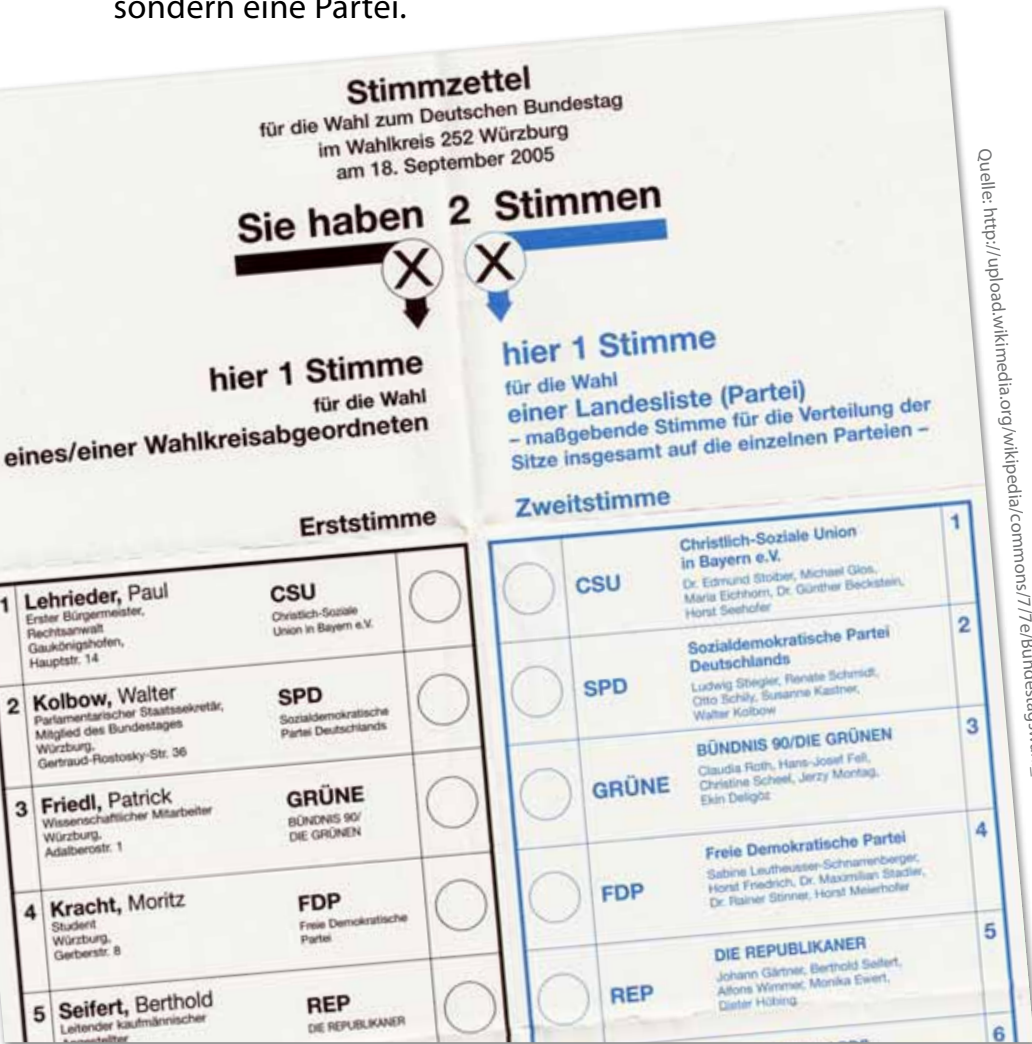 sondern eine Partei.
Stimmzettel
für die Wahl zum Deutschen Bundestag
im Wahlkreis 252 Würzburg
am 18. September 2005
Sie haben 2 Stimmen
X X
hier 1 Stimme
für die Wahl
eines/einer Wahlkreisabgeordneten
Erststimme
hier 1 Stimme
für die Wahl
einer Landesliste (Partei)
– maßgebende Stimme für die Verteilung der
Sitze insgesamt auf die einzelnen Parteien –
Zweitstimme
1 Lehrieder, Paul
Erster Bürgermeister,
Rechtsanwalt
Gaukönigshofen,
Hauptstr. 14
CSU
Christlich-Soziale
Union in Bayern e.V.
2 Kolbow, Walter
Parlamentarischer Staatssekretär,
Mitglied des Bundestages
Würzburg,
Gertraud-Rostosky-Str. 36
SPD
Sozialdemokratische
Partei Deutschlands
3 Friedl, Patrick
Wissenschaftlicher Mitarbeiter
Würzburg,
Adalberostr. 1
GRÜNE
BÜNDNIS 90/
DIE GRÜNEN
4 Kracht, Moritz
Student
Würzburg,
Gerberstr. 8
FDP
Freie Demokratische
Partei
5 Seifert, Berthold
Leitender kaufmännischer
Angestellter
REP
DIE REPUBLIKANER
CSU
Christlich-Soziale Union
in Bayern e.V.
Dr. Edmund Stoiber, Michael Glos,
Maria Eichhorn, Dr. Günther Beckstein,
Horst Seehofer
1
SPD
Sozialdemokratische Partei
Deutschlands
Ludwig Stiegler, Renate Schmidt,
Otto Schily, Susanne Kastner,
Walter Kolbow
2
GRÜNE
BÜNDNIS 90/DIE GRÜNEN
Claudia Roth, Hans-Josef Fell,
Christine Scheel, Jerzy Montag,
Ekin Deligöz
3
FDP
Freie Demokratische Partei
Sabine Leutheusser-Schnarrenberger,
Horst Friedrich, Dr. Maximilian Stadler,
Dr. Rainer Stinner, Horst Meierhofer
4
REP
DIE REPUBLIKANER
Johann Gärtner, Berthold Seifert,
Alfons Wimmer, Monika Ewert,
Dieter Hübing
5
6
Quelle: http://upload.wikimedia.org/wikipedia/commons/7/7e/Bundestagswahl_